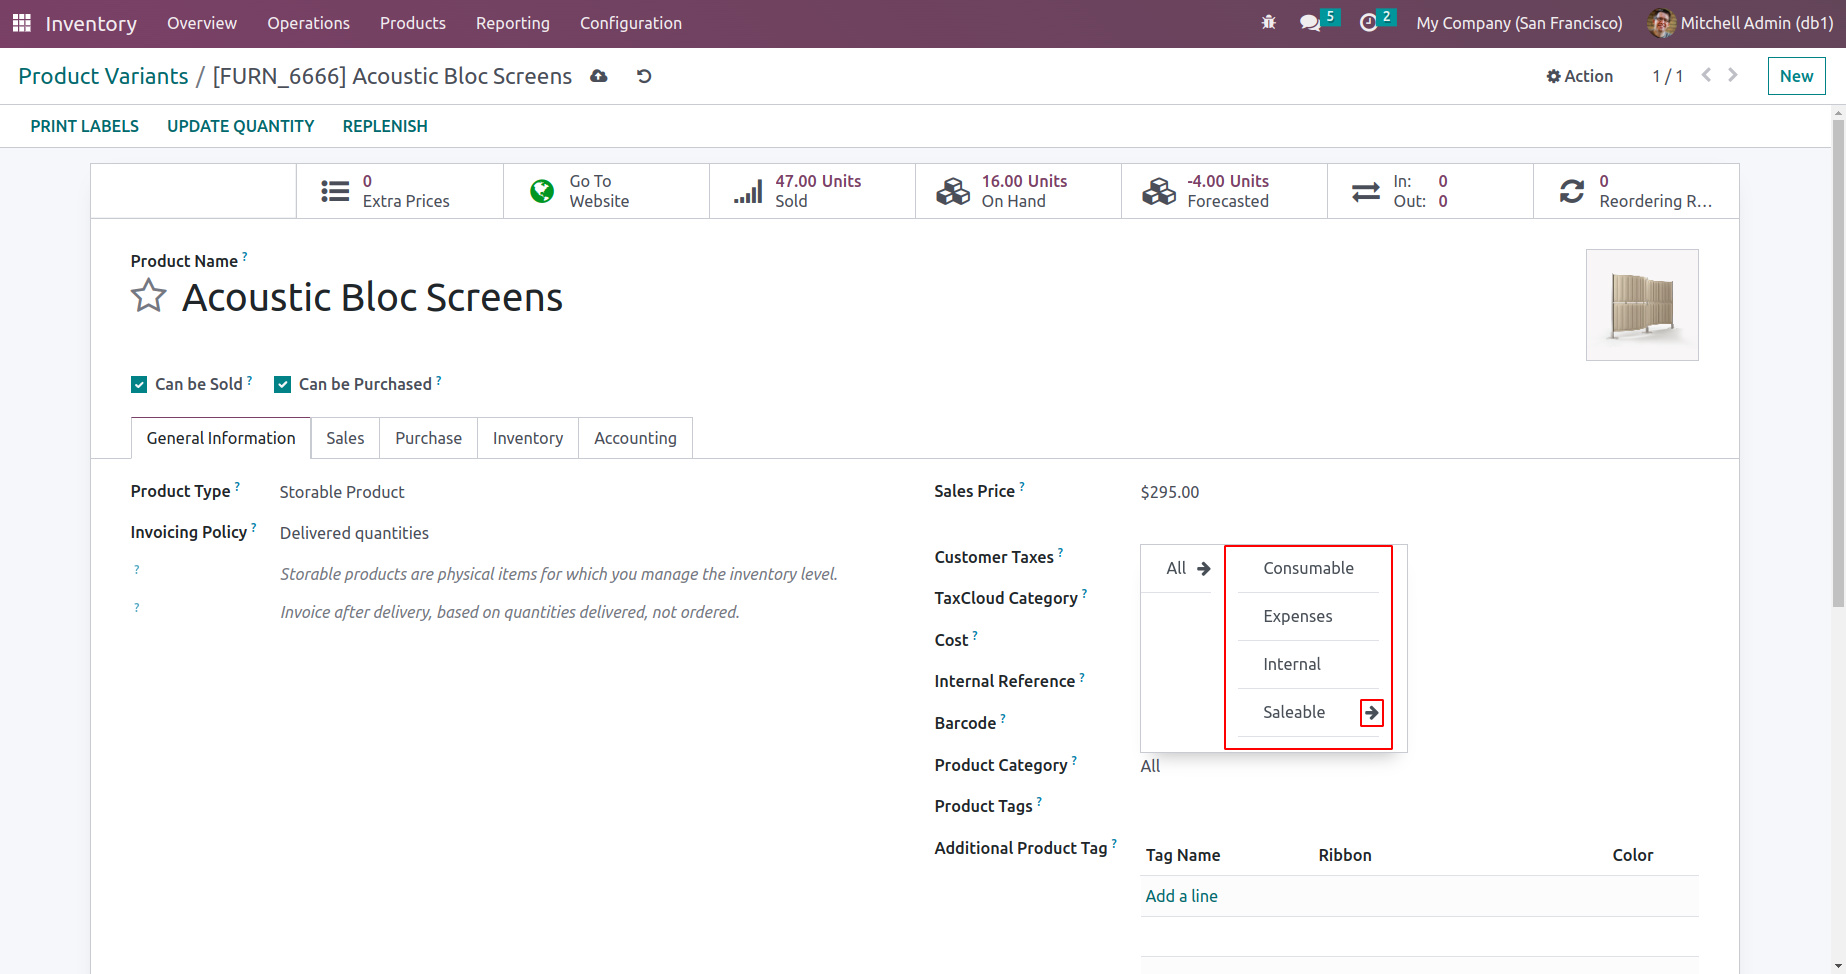 Inventory Overview Operations Products Reporting Configuration 5 2 My Company (San Francisco) Mitchell Admin (db1)
Product Variants / [FURN_6666] Acoustic Bloc Screens Action 1 / 1 New
PRINT LABELS UPDATE QUANTITY REPLENISH
0
Extra Prices
Go To
Website
47.00 Units
Sold
16.00 Units
On Hand
-4.00 Units
Forecasted
In: 0
Out: 0
0
Reordering R...
Product Name ?
Acoustic Bloc Screens
Can be Sold ? Can be Purchased ?
General Information Sales Purchase Inventory Accounting
Product Type ? Storable Product
Invoicing Policy ? Delivered quantities
? Storable products are physical items for which you manage the inventory level.
? Invoice after delivery, based on quantities delivered, not ordered.
Sales Price ? $295.00
Customer Taxes ?
TaxCloud Category ?
Cost ?
Internal Reference ?
Barcode ?
All
Consumable
Expenses
Internal
Saleable
Product Category ? All
Product Tags ?
Additional Product Tag ?
Tag Name Ribbon Color
Add a line